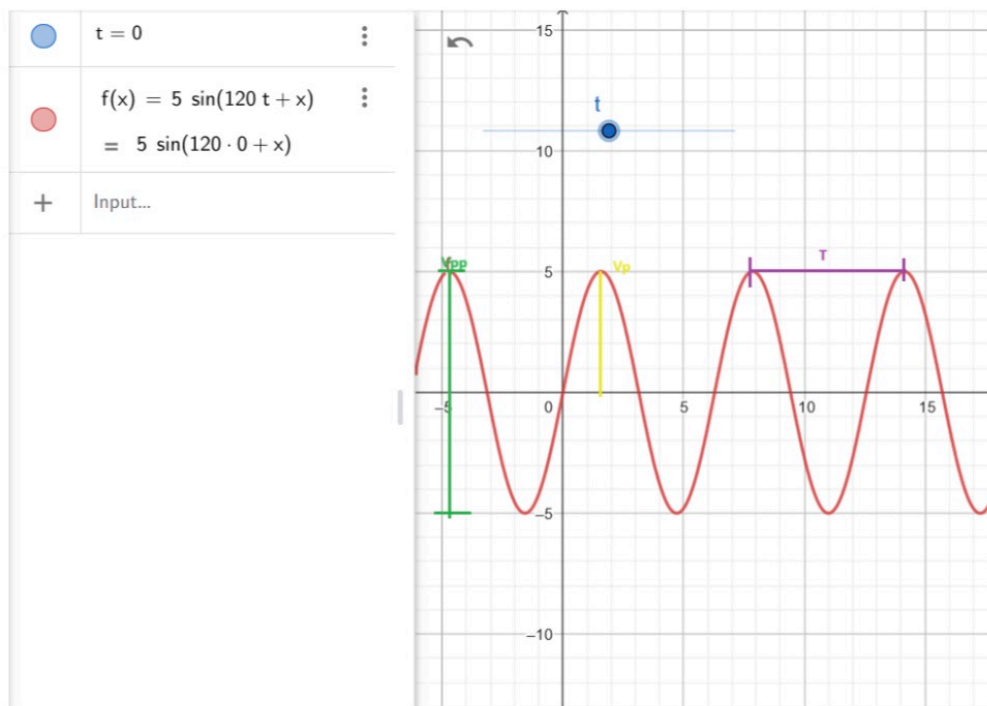 t = 0
f(x) = 5 sin(120 t + x)
= 5 sin(120 · 0 + x)
+ Input...
15
t
10
Vpp
5
Vp
T
−5
0
5
10
15
−5
−10